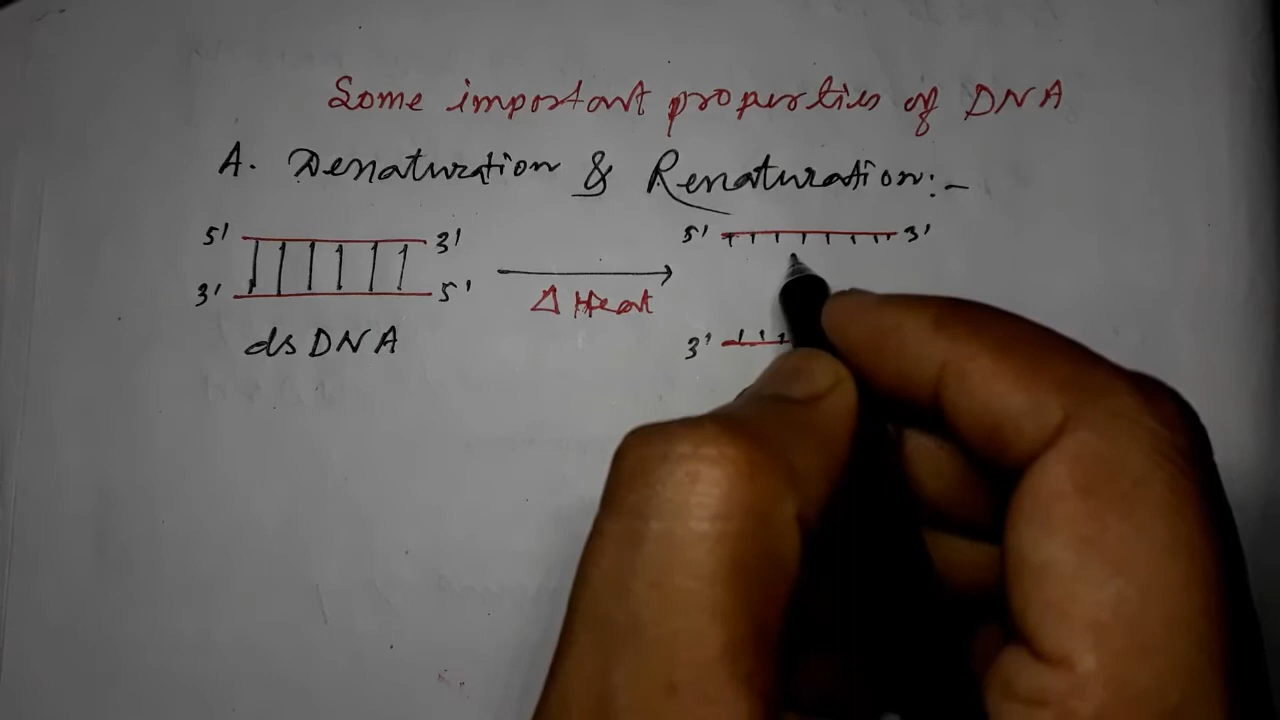 Some important properties of DNA
A. Denaturation & Renaturation:-
5' 3' 5' 3'
3' 5' Δ Heat 3'
dsDNA